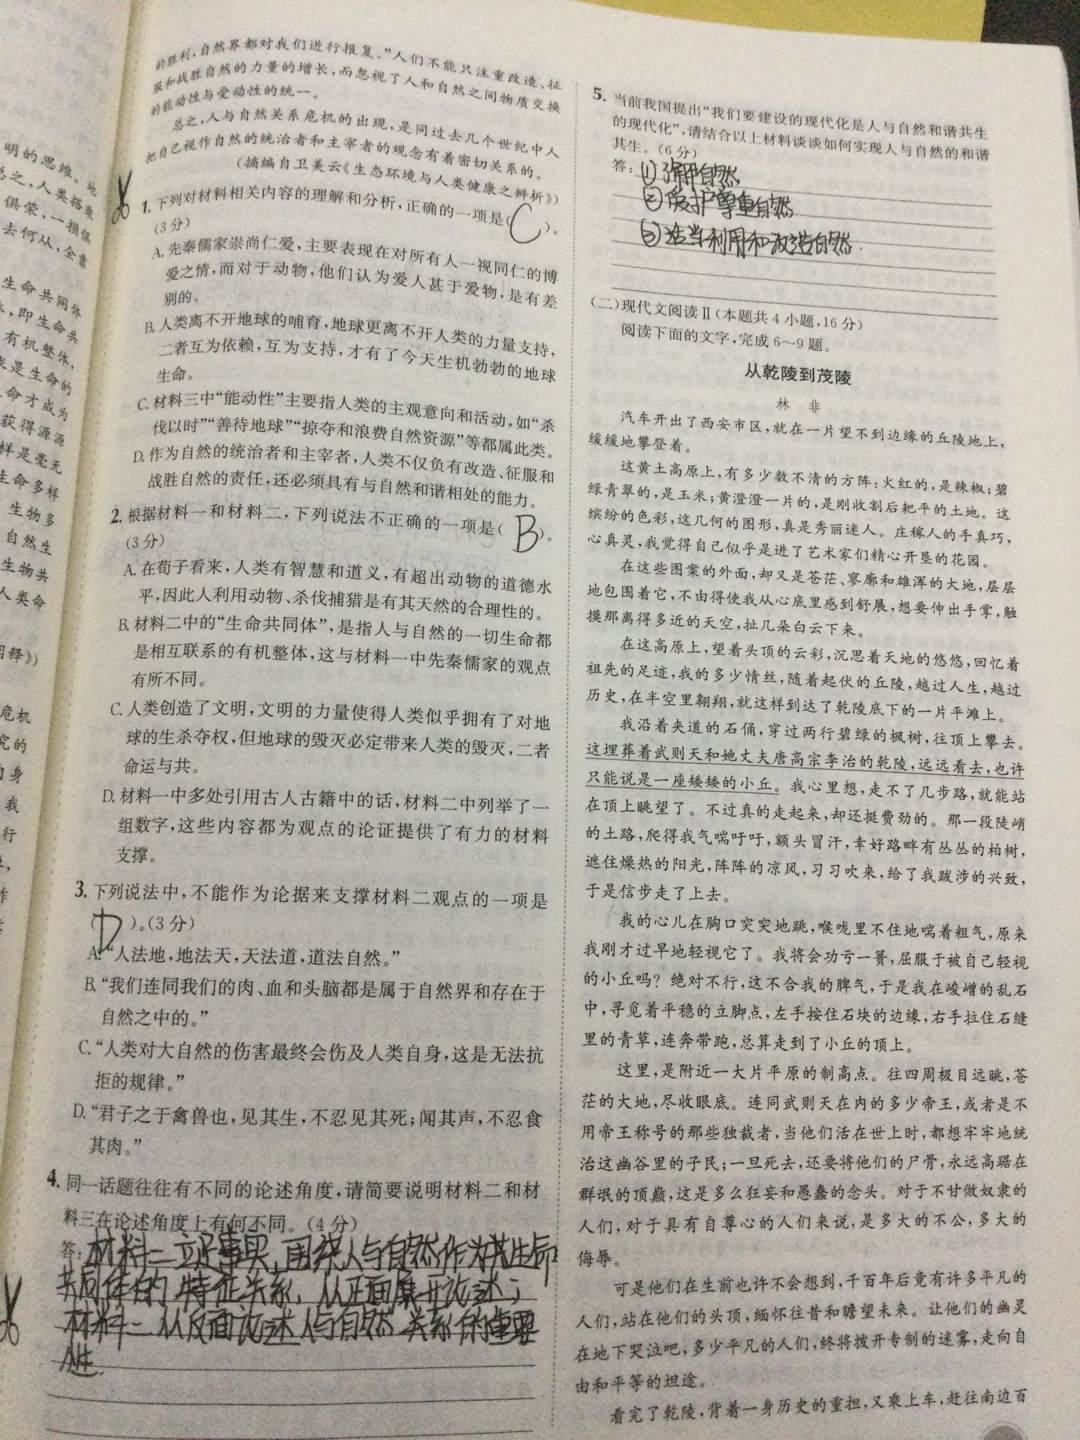 明的思维。地
总之,人类搭乘
俱荣,一损俱
去何从,全靠
生命共同体
,即生命共
有机整体,
是生命的
命才成为
获得源源
样是毫无
生命多样
生物多
自然生
生物共
人类命
释》)
危机
究的
自身
我
行
的胜利,自然界都对我们进行报复。”人们不能只注重改造、征
服和战胜自然的力量的增长,而忽视了人和自然之间物质交换
的能动性与受动性的统一。
总之,人与自然关系危机的出现,是同过去几个世纪中人
把自己视作自然的统治者和主宰者的观念有着密切关系的。
(摘编自卫美云《生态环境与人类健康之辨析》)
1.下列对材料相关内容的理解和分析,正确的一项是( C )。
(3分)
A.先秦儒家崇尚仁爱,主要表现在对所有人一视同仁的博
爱之情,而对于动物,他们认为爱人甚于爱物,是有差
别的。
B.人类离不开地球的哺育,地球更离不开人类的力量支持,
二者互为依赖,互为支持,才有了今天生机勃勃的地球
生命。
C.材料三中“能动性”主要指人类的主观意向和活动,如“杀
伐以时”“善待地球”“掠夺和浪费自然资源”等都属此类。
D.作为自然的统治者和主宰者,人类不仅负有改造、征服和
战胜自然的责任,还必须具有与自然和谐相处的能力。
2.根据材料一和材料二,下列说法不正确的一项是( B )。
(3分)
A.在荀子看来,人类有智慧和道义,有超出动物的道德水
平,因此人利用动物、杀伐捕猎是有其天然的合理性的。
B.材料二中的“生命共同体”,是指人与自然的一切生命都
是相互联系的有机整体,这与材料一中先秦儒家的观点
有所不同。
C.人类创造了文明,文明的力量使得人类似乎拥有了对地
球的生杀夺权,但地球的毁灭必定带来人类的毁灭,二者
命运与共。
D.材料一中多处引用古人古籍中的话,材料二中列举了一
组数字,这些内容都为观点的论证提供了有力的材料
支撑。
3.下列说法中,不能作为论据来支撑材料二观点的一项是
( D )。(3分)
A.“人法地,地法天,天法道,道法自然。”
B.“我们连同我们的肉、血和头脑都是属于自然界和存在于
自然之中的。”
C.“人类对大自然的伤害最终会伤及人类自身,这是无法抗
拒的规律。”
D.“君子之于禽兽也,见其生,不忍见其死;闻其声,不忍食
其肉。”
4.同一话题往往有不同的论述角度,请简要说明材料二和材
料三在论述角度上有何不同。(4分)
答:材料二立足事实,围绕人与自然作为共生命
共同体的特征关系,从正面展开论述;
材料三从反面论述人与自然关系的重要
性.
5.当前我国提出“我们要建设的现代化是人与自然和谐共生
的现代化”,请结合以上材料谈谈如何实现人与自然的和谐
共生。(6分)
答:①了解自然
②爱护尊重自然
③适当利用和改造自然.
(二)现代文阅读Ⅱ(本题共4小题,16分)
阅读下面的文字,完成6~9题。
从乾陵到茂陵
林 非
汽车开出了西安市区,就在一片望不到边缘的丘陵地上,
缓缓地攀登着。
这黄土高原上,有多少数不清的方阵:火红的,是辣椒;碧
绿青翠的,是玉米;黄澄澄一片的,是刚收割后耙平的土地。这
缤纷的色彩,这几何的图形,真是秀丽迷人。庄稼人的手真巧,
心真灵,我觉得自己似乎是进了艺术家们精心开垦的花园。
在这些图案的外面,却又是苍茫、寥廓和雄浑的大地,层层
地包围着它,不由得使我从心底里感到舒展,想要伸出手掌,触
摸那离得多近的天空,扯几朵白云下来。
在这高原上,望着头顶的云彩,沉思着天地的悠悠,回忆着
祖先的足迹,我的多少情丝,随着起伏的丘陵,越过人生,越过
历史,在半空里翱翔,就这样到达了乾陵底下的一片平滩上。
我沿着夹道的石俑,穿过两行碧绿的枫树,往顶上攀去。
这埋葬着武则天和她丈夫唐高宗李治的乾陵,远远看去,也许
只能说是一座矮矮的小丘。我心里想,走不了几步路,就能站
在顶上眺望了。不过真的走起来,却还挺费劲的。那一段陡峭
的土路,爬得我气喘吁吁,额头冒汗,幸好路畔有丛丛的柏树,
遮住燥热的阳光,阵阵的凉风,习习吹来,给了我跋涉的兴致,
于是信步走了上去。
我的心儿在胸口突突地跳,喉咙里不住地喘着粗气,原来
我刚才过早地轻视它了。我将会功亏一篑,屈服于被自己轻视
的小丘吗?绝对不行,这不合我的脾气,于是我在峻嶒的乱石
中,寻觅着平稳的立脚点,左手按住石块的边缘,右手拉住石缝
里的青草,连奔带跑,总算走到了小丘的顶上。
这里,是附近一大片平原的制高点。往四周极目远眺,苍
茫的大地,尽收眼底。连同武则天在内的多少帝王,或者是不
用帝王称号的那些独裁者,当他们活在世上时,都想牢牢地统
治这幽谷里的子民;一旦死去,还要将他们的尸骨,永远高踞在
群氓的顶巅,这是多么狂妄和愚蠢的念头。对于不甘做奴隶的
人们,对于具有自尊心的人们来说,是多大的不公,多大的
侮辱。
可是他们在生前也许不会想到,千百年后竟有许多平凡的
人们,站在他们的头顶,缅怀往昔和瞻望未来。让他们的幽灵
在地下哭泣吧,多少平凡的人们,终将拨开专制的迷雾,走向自
由和平等的坦途。
看完了乾陵,背着一身历史的重担,又乘上车,赶往南边百